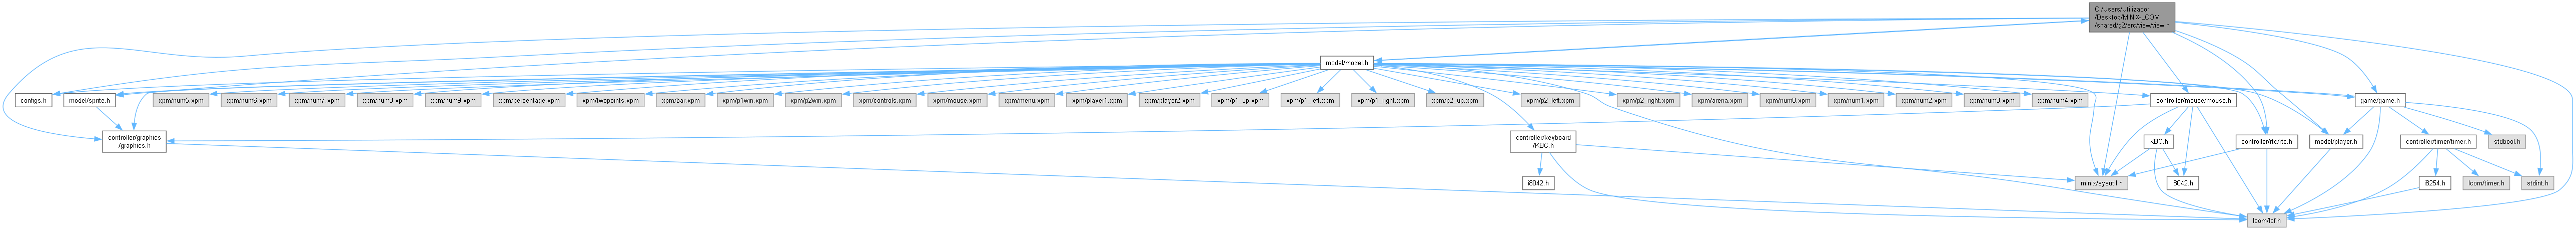 C:/Users/Utilizador
/Desktop/MINIX-LCOM
/shared/g2/src/view/view.h
model/model.h
configs.h
model/sprite.h
xpm/num5.xpm
xpm/num6.xpm
xpm/num7.xpm
xpm/num8.xpm
xpm/num9.xpm
xpm/percentage.xpm
xpm/twopoints.xpm
xpm/bar.xpm
xpm/p1win.xpm
xpm/p2win.xpm
xpm/controls.xpm
xpm/mouse.xpm
xpm/menu.xpm
xpm/player1.xpm
xpm/player2.xpm
xpm/p1_up.xpm
xpm/p1_left.xpm
xpm/p1_right.xpm
xpm/p2_up.xpm
xpm/p2_left.xpm
xpm/p2_right.xpm
xpm/arena.xpm
xpm/num0.xpm
xpm/num1.xpm
xpm/num2.xpm
xpm/num3.xpm
xpm/num4.xpm
controller/mouse/mouse.h
game/game.h
controller/graphics
/graphics.h
controller/keyboard
/KBC.h
KBC.h
controller/rtc/rtc.h
model/player.h
stdbool.h
controller/timer/timer.h
i8042.h
minix/sysutil.h
i8042.h
i8254.h
lcom/timer.h
stdint.h
lcom/lcf.h